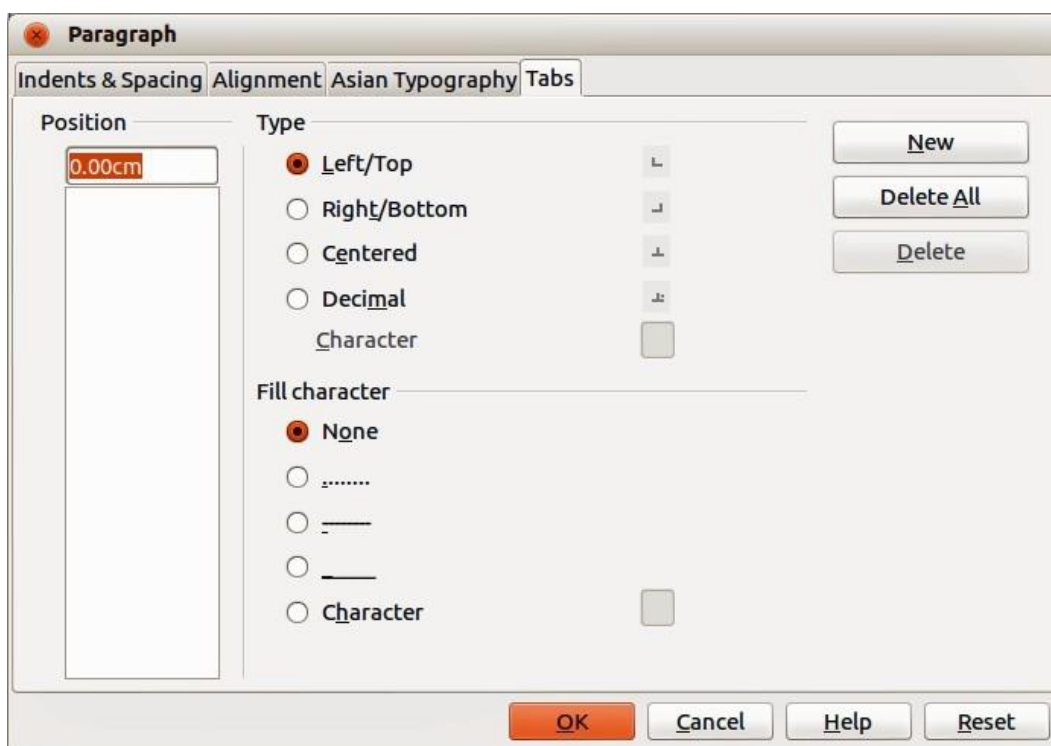 Paragraph
Indents & Spacing Alignment Asian Typography Tabs
Position
0.00cm
Type
Left/Top
Right/Bottom
Centered
Decimal
Character
Fill character
None
........
--------
_____
Character
New
Delete All
Delete
OK Cancel Help Reset